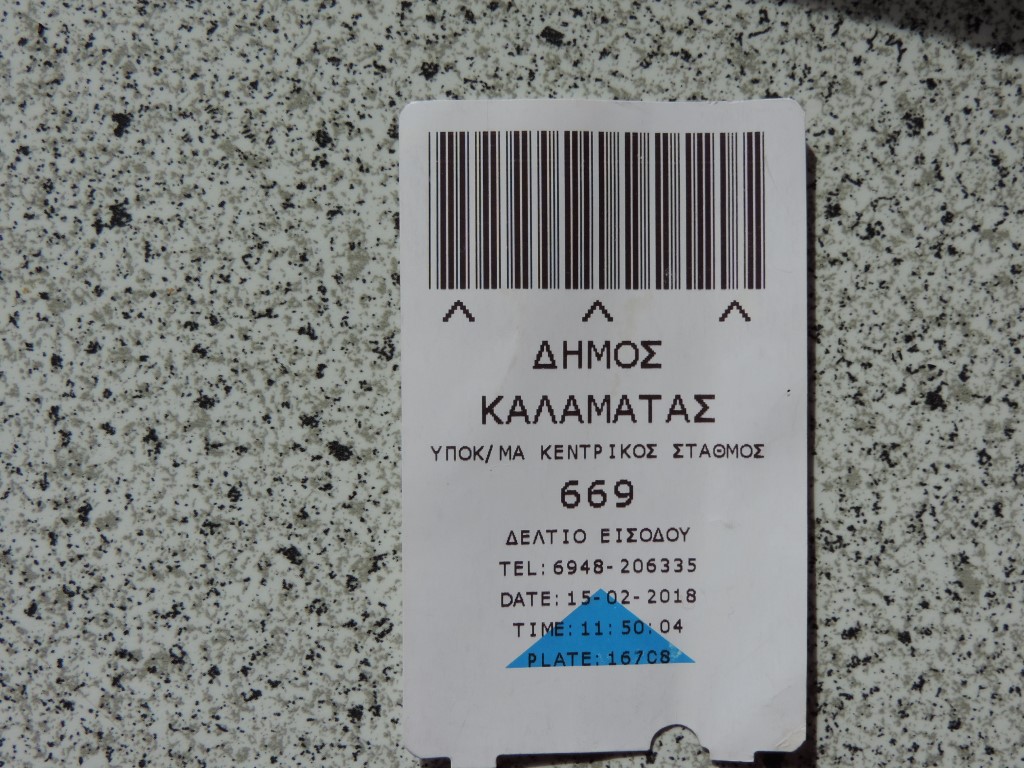 ΔΗΜΟΣ
ΚΑΛΑΜΑΤΑΣ
ΥΠΟΚ/ΜΑ ΚΕΝΤΡΙΚΟΣ ΣΤΑΘΜΟΣ
669
ΔΕΛΤΙΟ ΕΙΣΟΔΟΥ
TEL:6948-206335
DATE:15-02-2018
TIME:11:50:04
PLATE:167C8